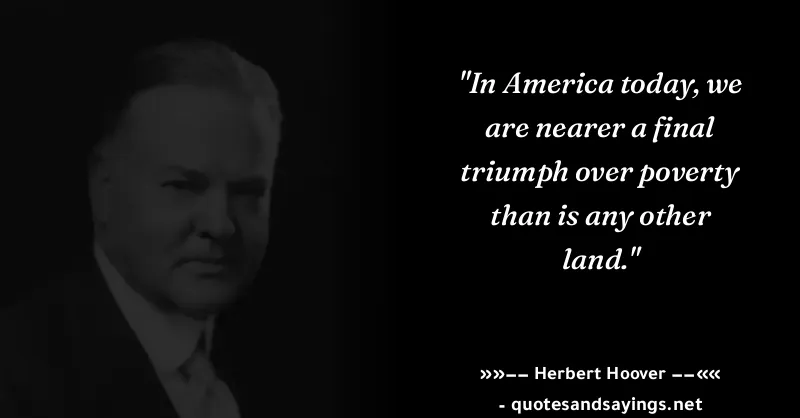 "In America today, we
are nearer a final
triumph over poverty
than is any other
land."
»»−− Herbert Hoover −−««
- quotesandsayings.net